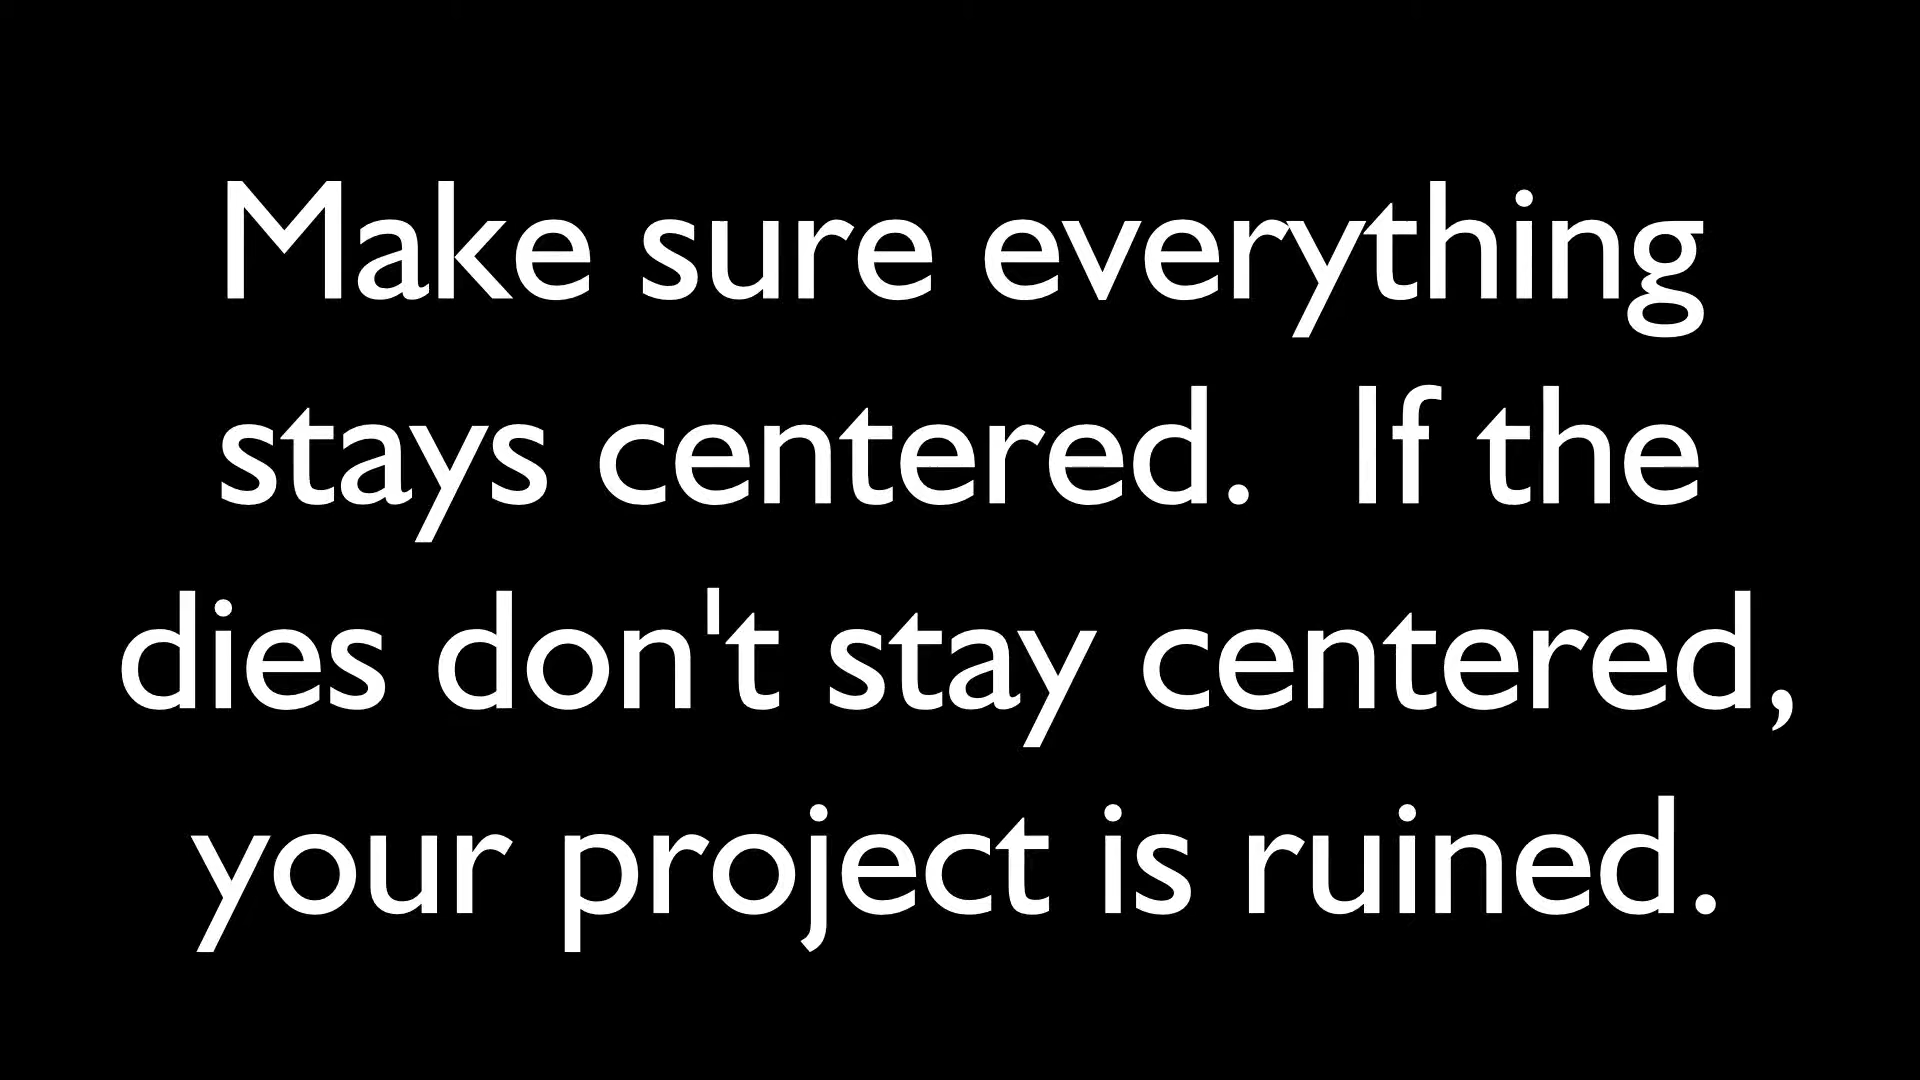 Make sure everything
stays centered.  If the
dies don't stay centered,
your project is ruined.